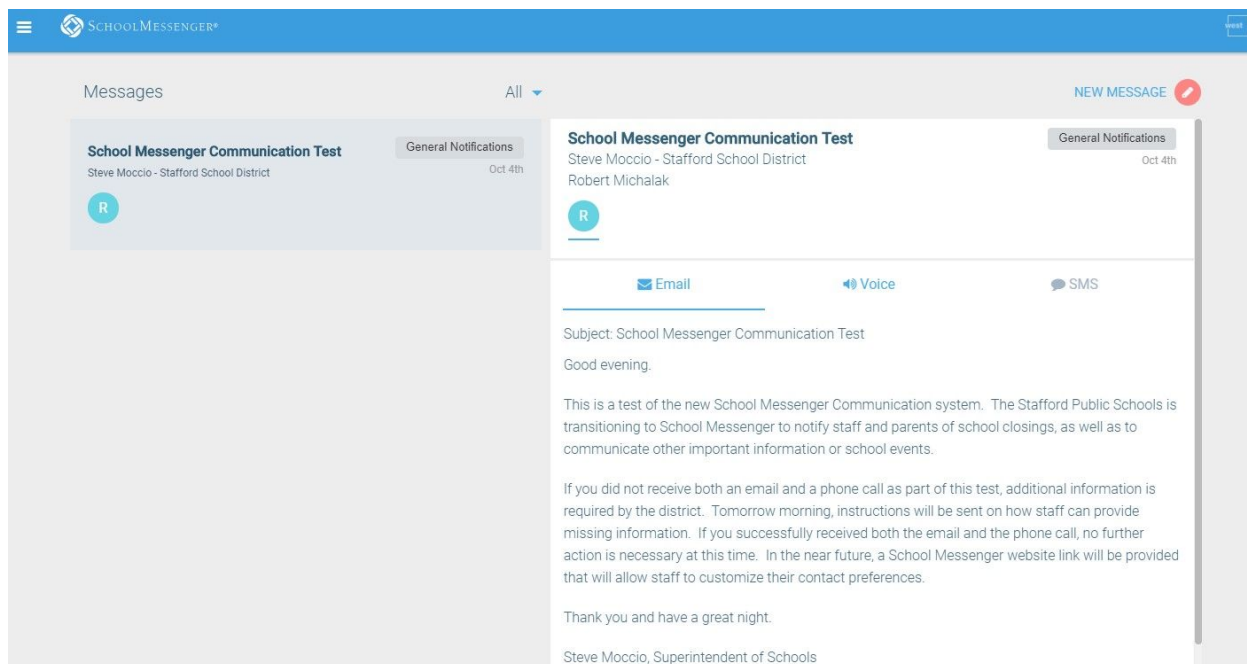 SCHOOLMESSENGER®
west
Messages
All
NEW MESSAGE
School Messenger Communication Test
General Notifications
Steve Moccio - Stafford School District
Oct 4th
R
School Messenger Communication Test
General Notifications
Steve Moccio - Stafford School District
Oct 4th
Robert Michalak
R
Email
Voice
SMS
Subject: School Messenger Communication Test
Good evening.
This is a test of the new School Messenger Communication system. The Stafford Public Schools is
transitioning to School Messenger to notify staff and parents of school closings, as well as to
communicate other important information or school events.
If you did not receive both an email and a phone call as part of this test, additional information is
required by the district. Tomorrow morning, instructions will be sent on how staff can provide
missing information. If you successfully received both the email and the phone call, no further
action is necessary at this time. In the near future, a School Messenger website link will be provided
that will allow staff to customize their contact preferences.
Thank you and have a great night.
Steve Moccio, Superintendent of Schools